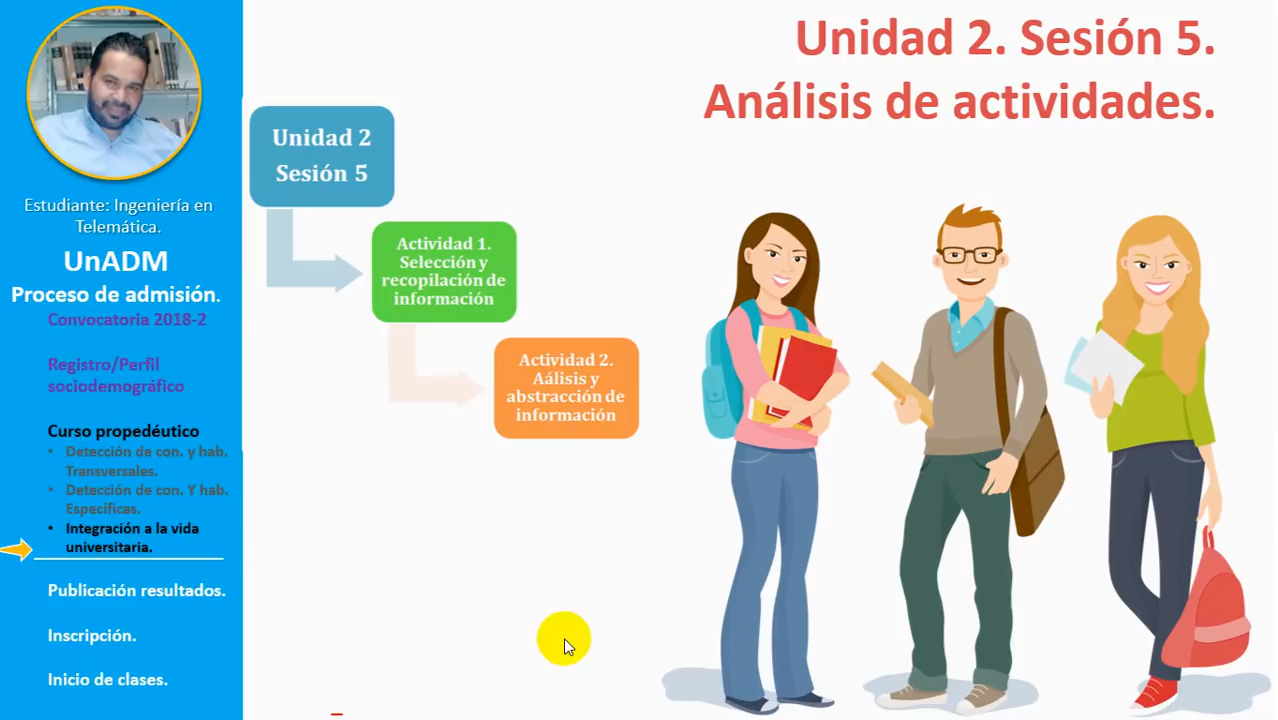 Unidad 2. Sesión 5.
Análisis de actividades.
Unidad 2
Sesión 5
Actividad 1.
Selección y
recopilación de
información
Actividad 2.
Aálisis y
abstracción de
información
Estudiante: Ingeniería en
Telemática.
UnADM
Proceso de admisión.
Convocatoria 2018-2
Registro/Perfil
sociodemográfico
Curso propedéutico
• Detección de con. y hab.
Transversales.
• Detección de con. Y hab.
Específicas.
• Integración a la vida
universitaria.
Publicación resultados.
Inscripción.
Inicio de clases.